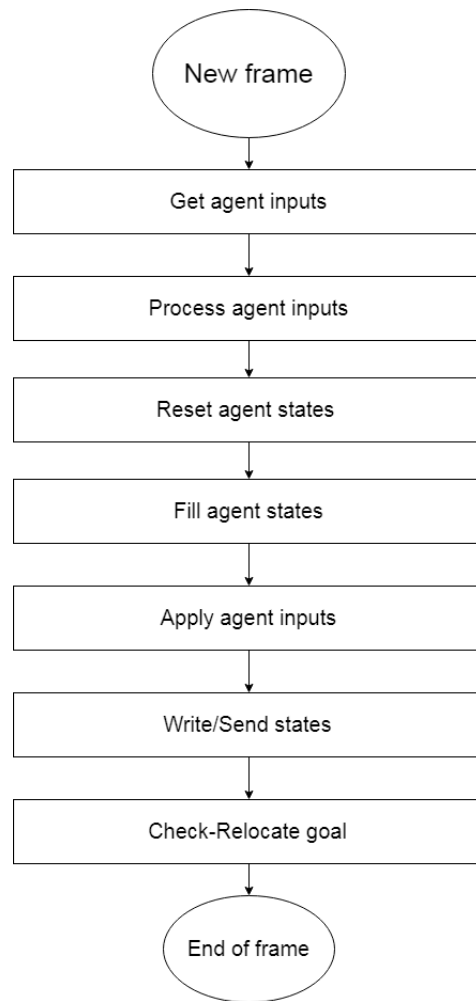 New frame
Get agent inputs
Process agent inputs
Reset agent states
Fill agent states
Apply agent inputs
Write/Send states
Check-Relocate goal
End of frame